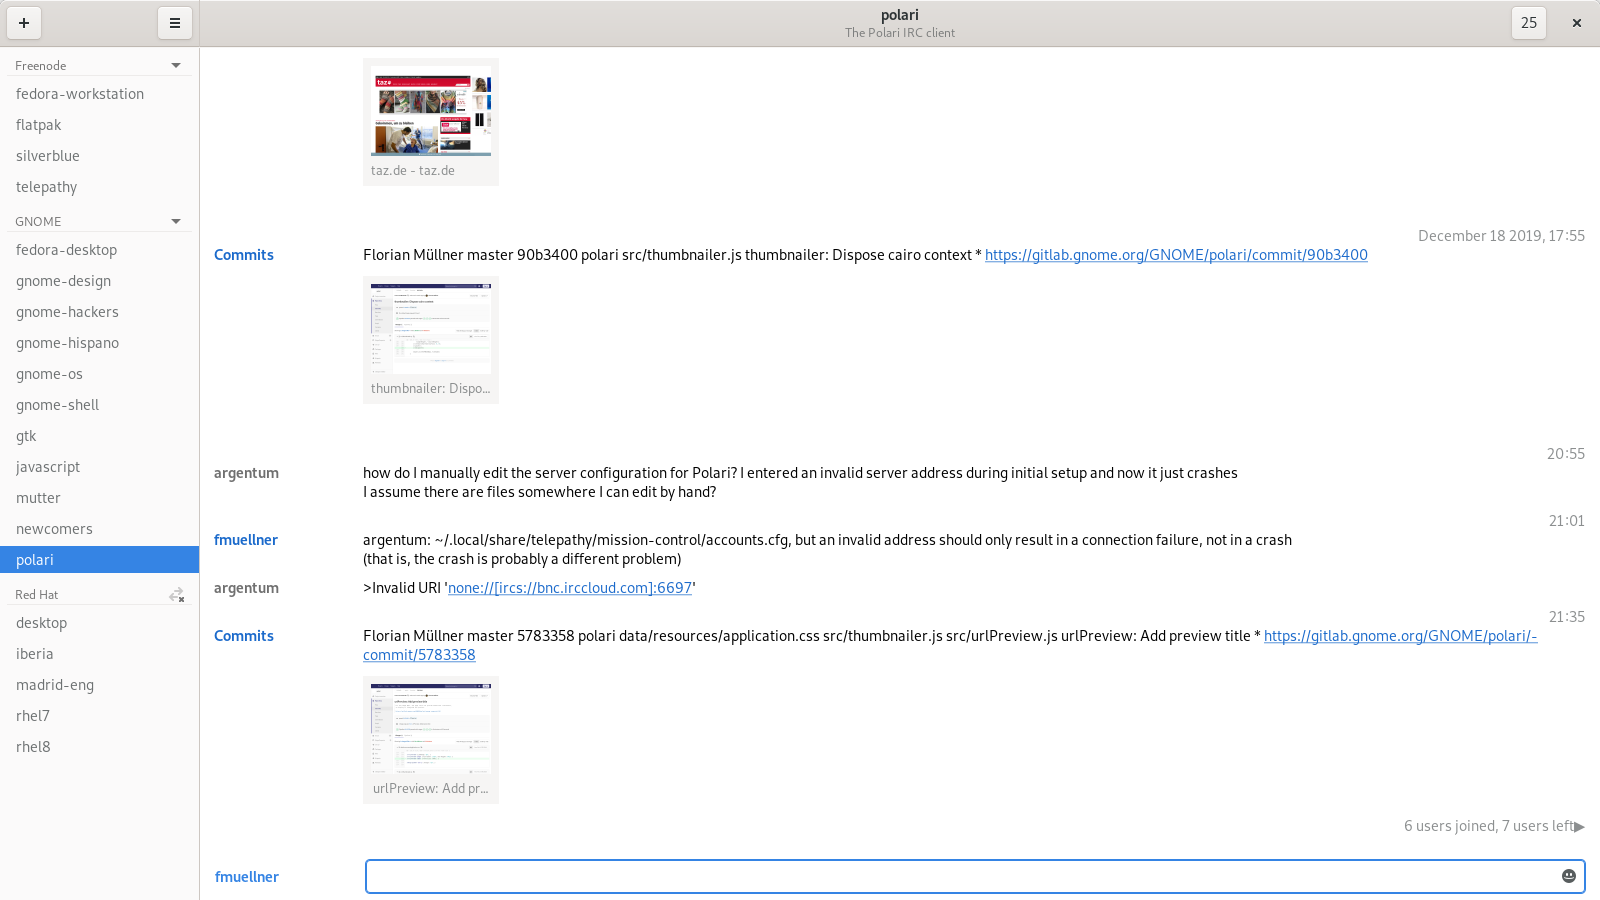 polari
The Polari IRC client
25
Freenode
fedora-workstation
flatpak
silverblue
telepathy
GNOME
fedora-desktop
gnome-design
gnome-hackers
gnome-hispano
gnome-os
gnome-shell
gtk
javascript
mutter
newcomers
polari
Red Hat
desktop
iberia
madrid-eng
rhel7
rhel8
taz
taz.de - taz.de
December 18 2019, 17:55
Commits Florian Müllner master 90b3400 polari src/thumbnailer.js thumbnailer: Dispose cairo context * https://gitlab.gnome.org/GNOME/polari/commit/90b3400
thumbnailer: Dispo…
20:55
argentum how do I manually edit the server configuration for Polari? I entered an invalid server address during initial setup and now it just crashes
I assume there are files somewhere I can edit by hand?
21:01
fmuellner argentum: ~/.local/share/telepathy/mission-control/accounts.cfg, but an invalid address should only result in a connection failure, not in a crash
(that is, the crash is probably a different problem)
argentum >Invalid URI 'none://[ircs://bnc.irccloud.com]:6697'
21:35
Commits Florian Müllner master 5783358 polari data/resources/application.css src/thumbnailer.js src/urlPreview.js urlPreview: Add preview title * https://gitlab.gnome.org/GNOME/polari/-
commit/5783358
urlPreview: Add pr…
6 users joined, 7 users left▶
fmuellner